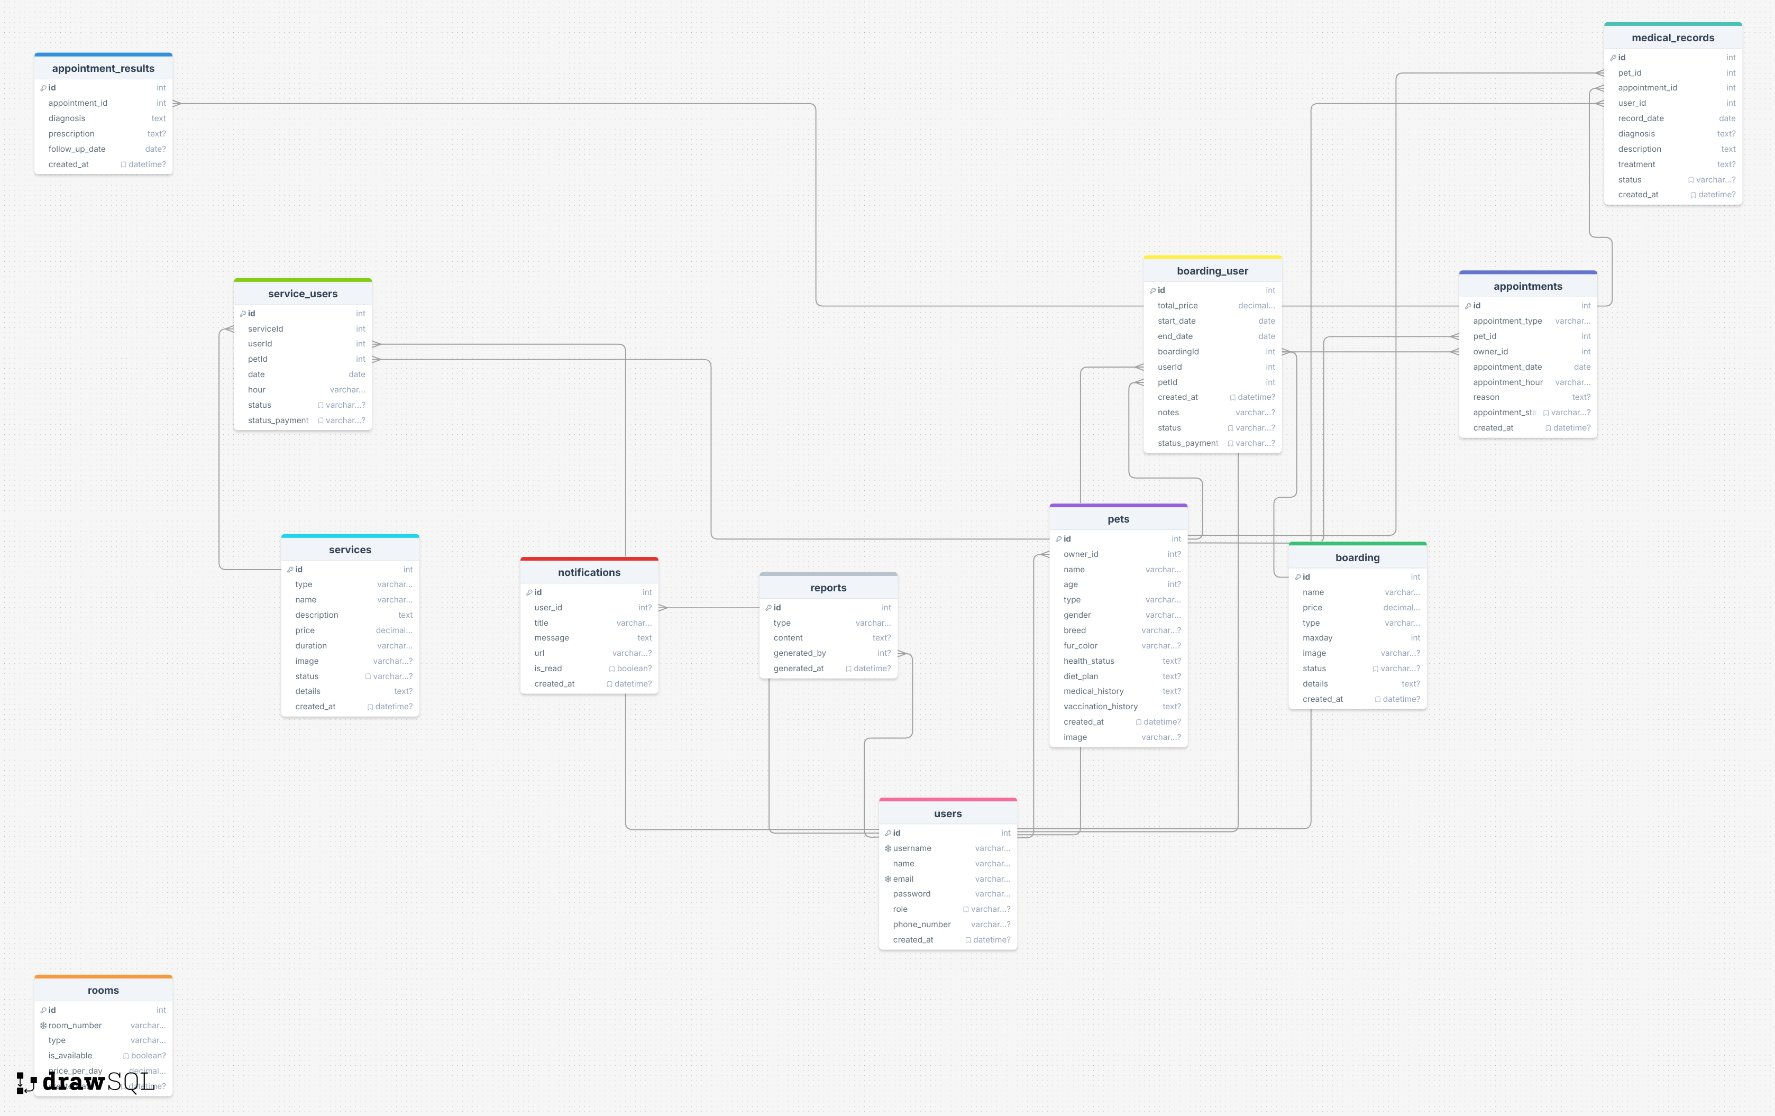 appointment_results
id int
appointment_id int
diagnosis text
prescription text?
follow_up_date date?
created_at datetime?
service_users
id int
serviceId int
userId int
petId int
date date
hour varchar...
status varchar...?
status_payment varchar...?
services
id int
type varchar...
name varchar...
description text
price decimal...
duration varchar...
image varchar...?
status varchar...?
details text?
created_at datetime?
notifications
id int
user_id int?
title varchar...
message text
url varchar...?
is_read boolean?
created_at datetime?
reports
id int
type varchar...
content text?
generated_by int?
generated_at datetime?
users
id int
username varchar...
name varchar...
email varchar...
password varchar...
role varchar...?
phone_number varchar...?
created_at datetime?
pets
id int
owner_id int?
name varchar...
age int?
type varchar...
gender varchar...
breed varchar...?
fur_color varchar...?
health_status text?
diet_plan text?
medical_history text?
vaccination_history text?
created_at datetime?
image varchar...?
boarding_user
id int
total_price decimal...
start_date date
end_date date
boardingId int
userId int
petId int
created_at datetime?
notes varchar...?
status varchar...?
status_payment varchar...?
boarding
id int
name varchar...
price decimal...
type varchar...
maxday int
image varchar...?
status varchar...?
details text?
created_at datetime?
appointments
id int
appointment_type varchar...
pet_id int
owner_id int
appointment_date date
appointment_hour varchar...
reason text?
appointment_st varchar...?
created_at datetime?
medical_records
id int
pet_id int
appointment_id int
user_id int
record_date date
diagnosis text?
description text
treatment text?
status varchar...?
created_at datetime?
rooms
id int
room_number varchar...
type varchar...
is_available boolean?
price_per_day decimal...
drawSQL